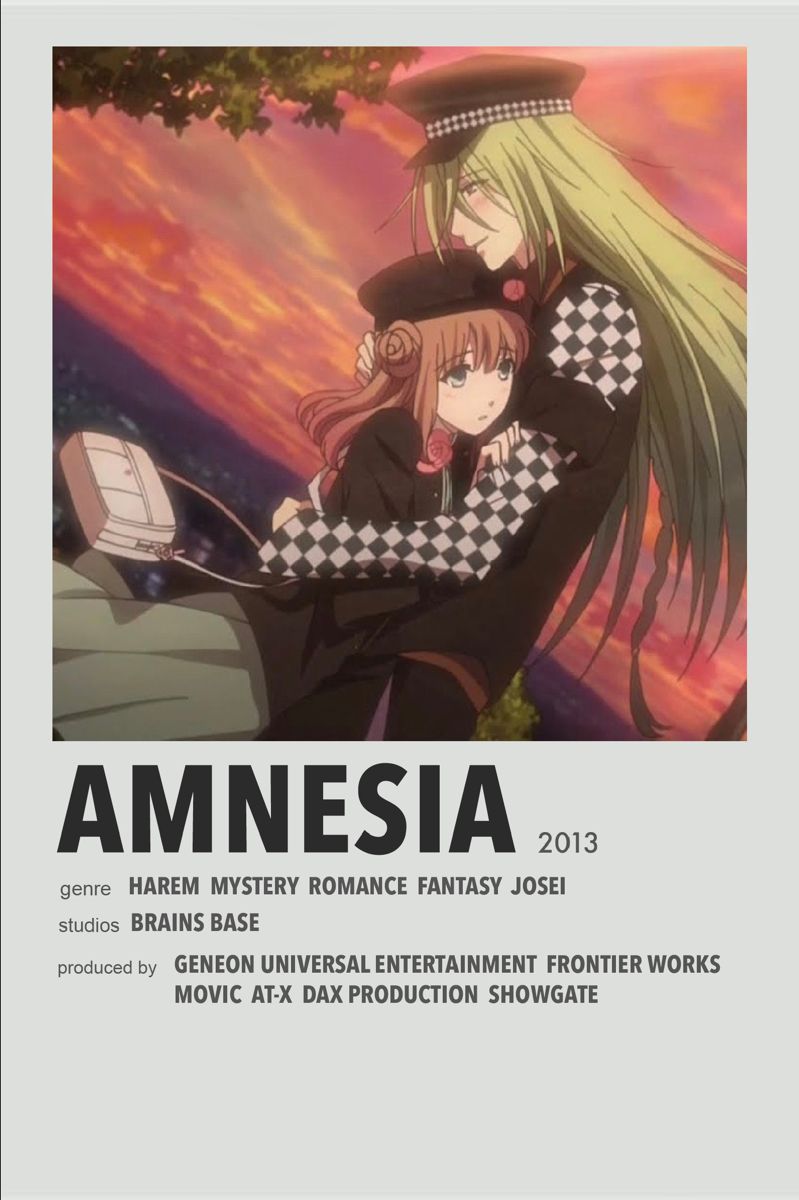 AMNESIA 2013
genre HAREM MYSTERY ROMANCE FANTASY JOSEI
studios BRAINS BASE
produced by GENEON UNIVERSAL ENTERTAINMENT FRONTIER WORKS
MOVIC AT-X DAX PRODUCTION SHOWGATE